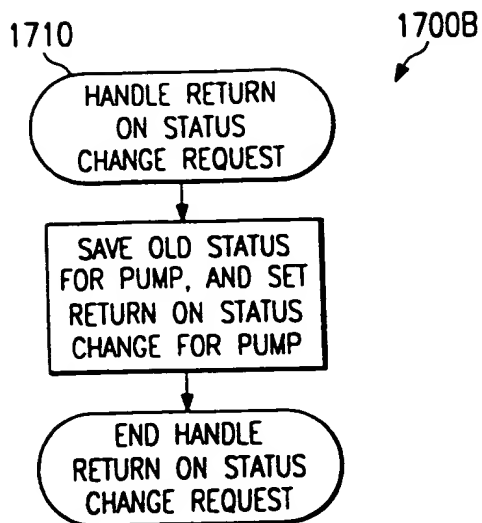 1710
1700B
HANDLE RETURN
ON STATUS
CHANGE REQUEST
SAVE OLD STATUS
FOR PUMP, AND SET
RETURN ON STATUS
CHANGE FOR PUMP
END HANDLE
RETURN ON STATUS
CHANGE REQUEST